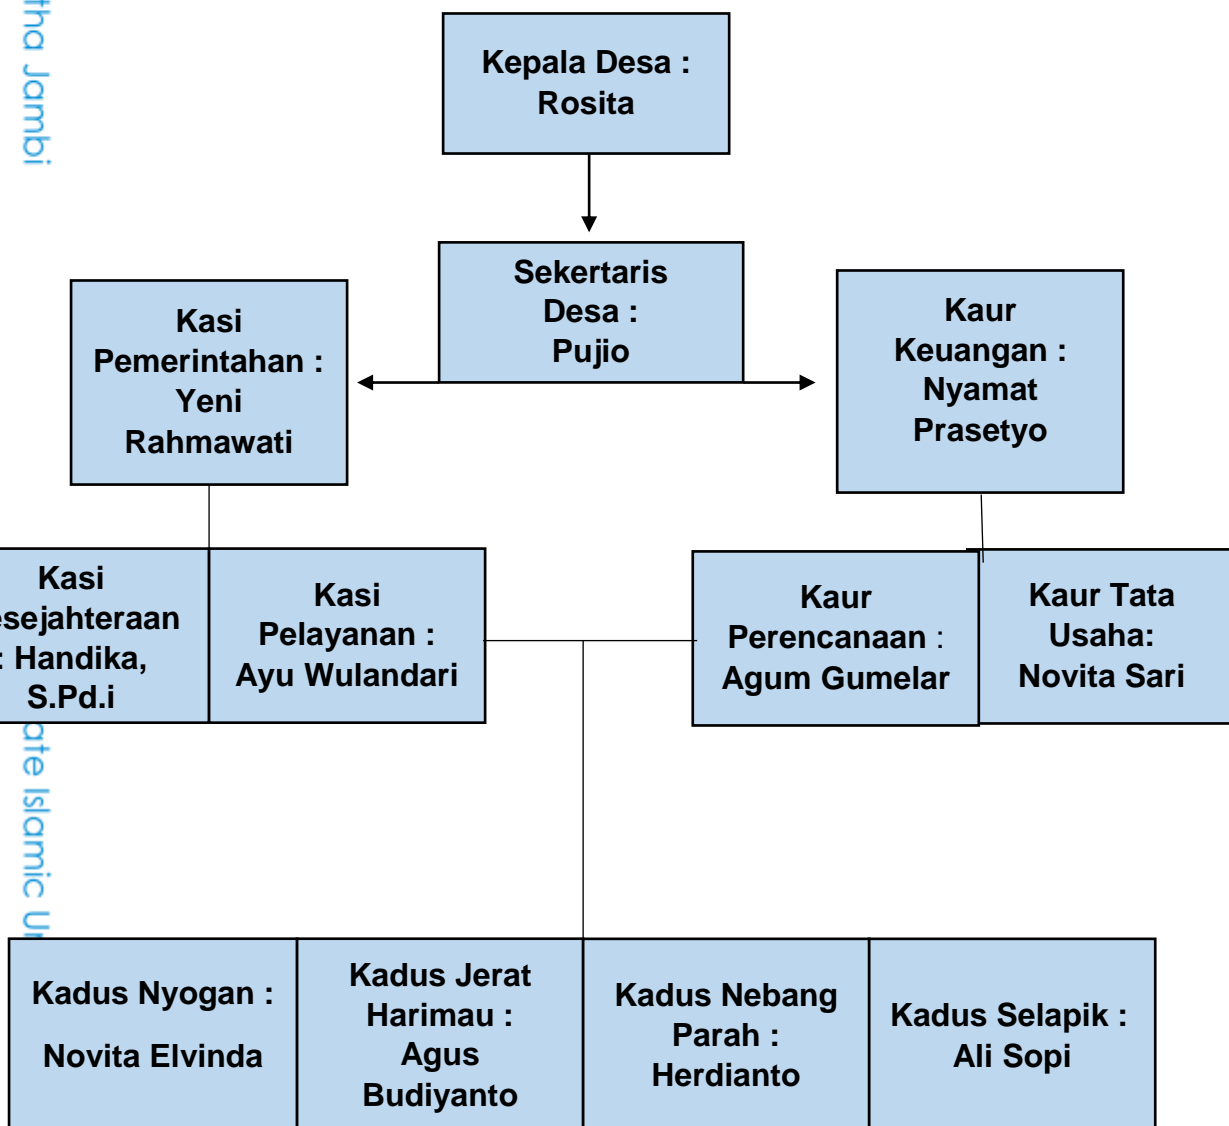 tha Jambi
Kepala Desa :
Rosita
Sekertaris
Desa :
Pujio
Kasi
Pemerintahan :
Yeni
Rahmawati
Kaur
Keuangan :
Nyamat
Prasetyo
Kasi
esejahteraan
: Handika,
S.Pd.i
Kasi
Pelayanan :
Ayu Wulandari
Kaur
Perencanaan :
Agum Gumelar
Kaur Tata
Usaha:
Novita Sari
ate Islamic Un
Kadus Nyogan :
Novita Elvinda
Kadus Jerat
Harimau :
Agus
Budiyanto
Kadus Nebang
Parah :
Herdianto
Kadus Selapik :
Ali Sopi